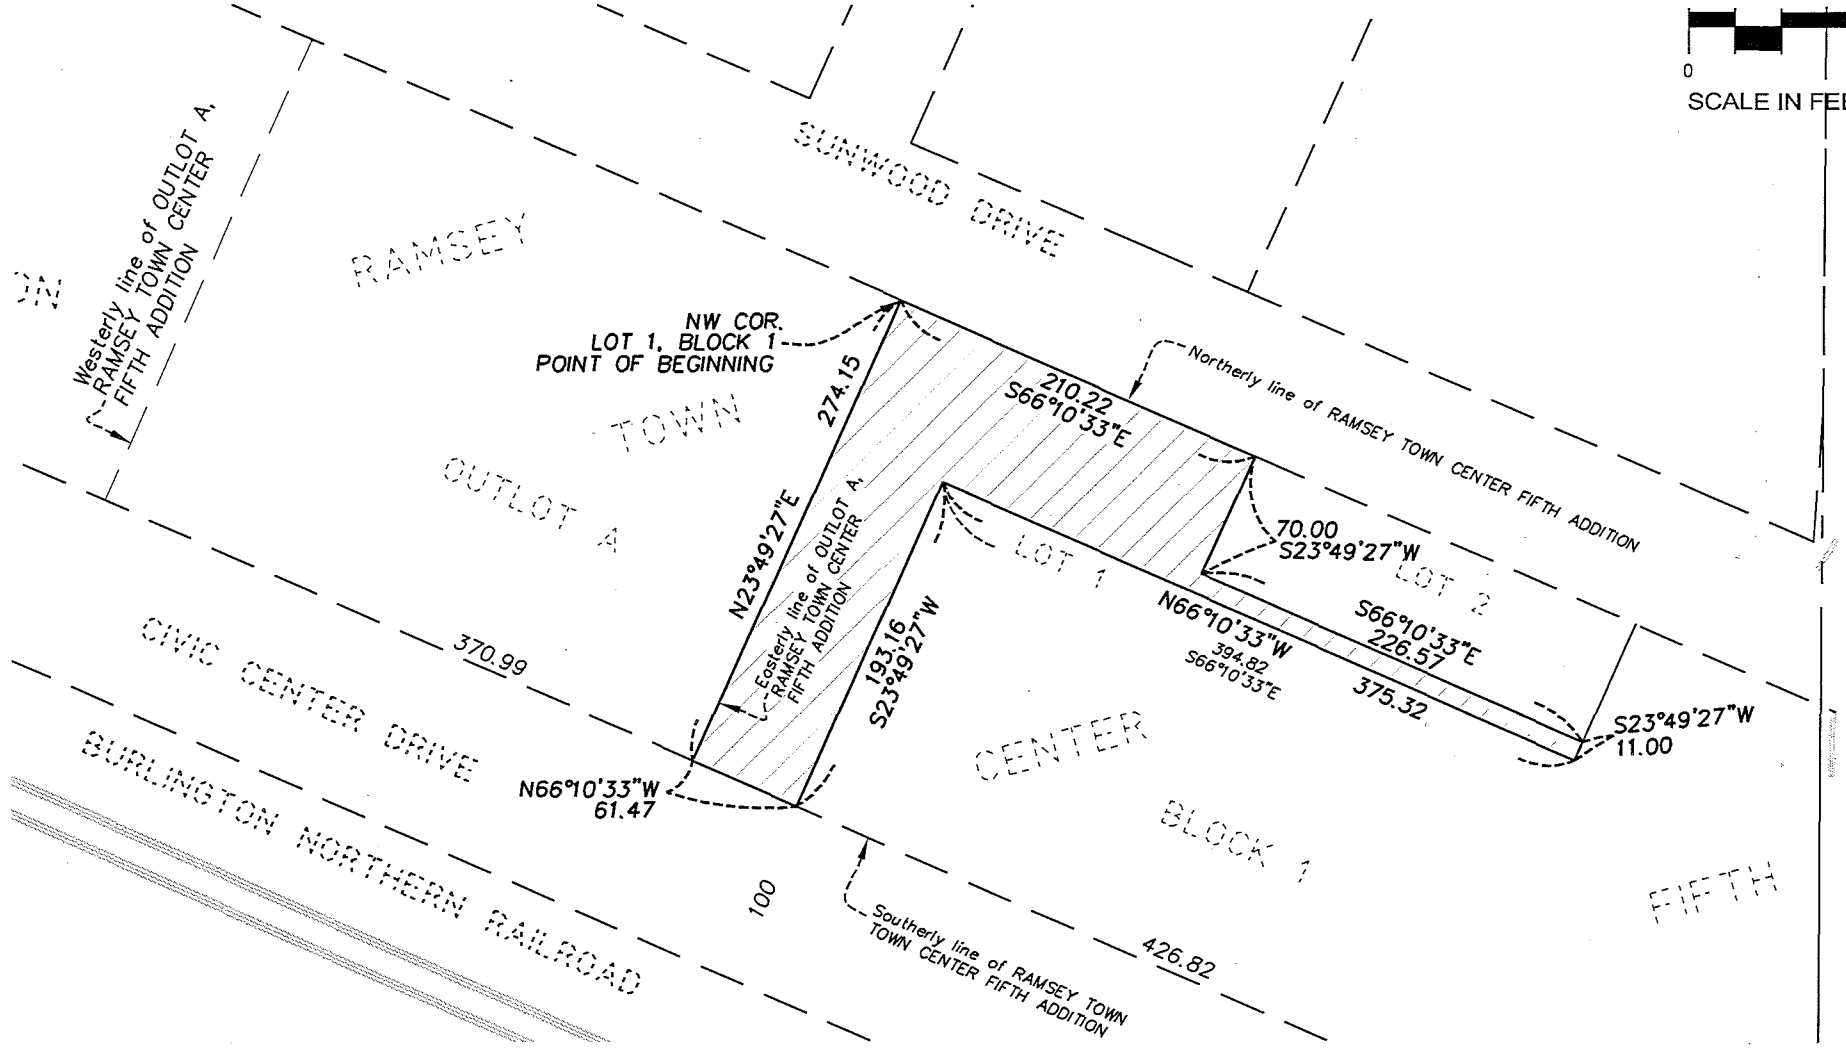 0
SCALE IN FEE
SUNWOOD DRIVE
Westerly line of OUTLOT A,
RAMSEY TOWN CENTER
FIFTH ADDITION
RAMSEY
NW COR.
LOT 1, BLOCK 1
POINT OF BEGINNING
274.15
N23°49'27"E
210.22
S66°10'33"E
Northerly line of RAMSEY TOWN CENTER FIFTH ADDITION
TOWN
OUTLOT A
Easterly line of OUTLOT A,
RAMSEY TOWN CENTER
FIFTH ADDITION
193.16
S23°49'27"W
LOT 1
70.00
S23°49'27"W
LOT 2
N66°10'33"W
394.82
S66°10'33"E
S66°10'33"E
226.57
375.32
S23°49'27"W
11.00
CIVIC CENTER DRIVE
370.99
N66°10'33"W
61.47
CENTER
BURLINGTON NORTHERN RAILROAD
BLOCK 1
FIFTH
100
Southerly line of RAMSEY TOWN
TOWN CENTER FIFTH ADDITION
426.82